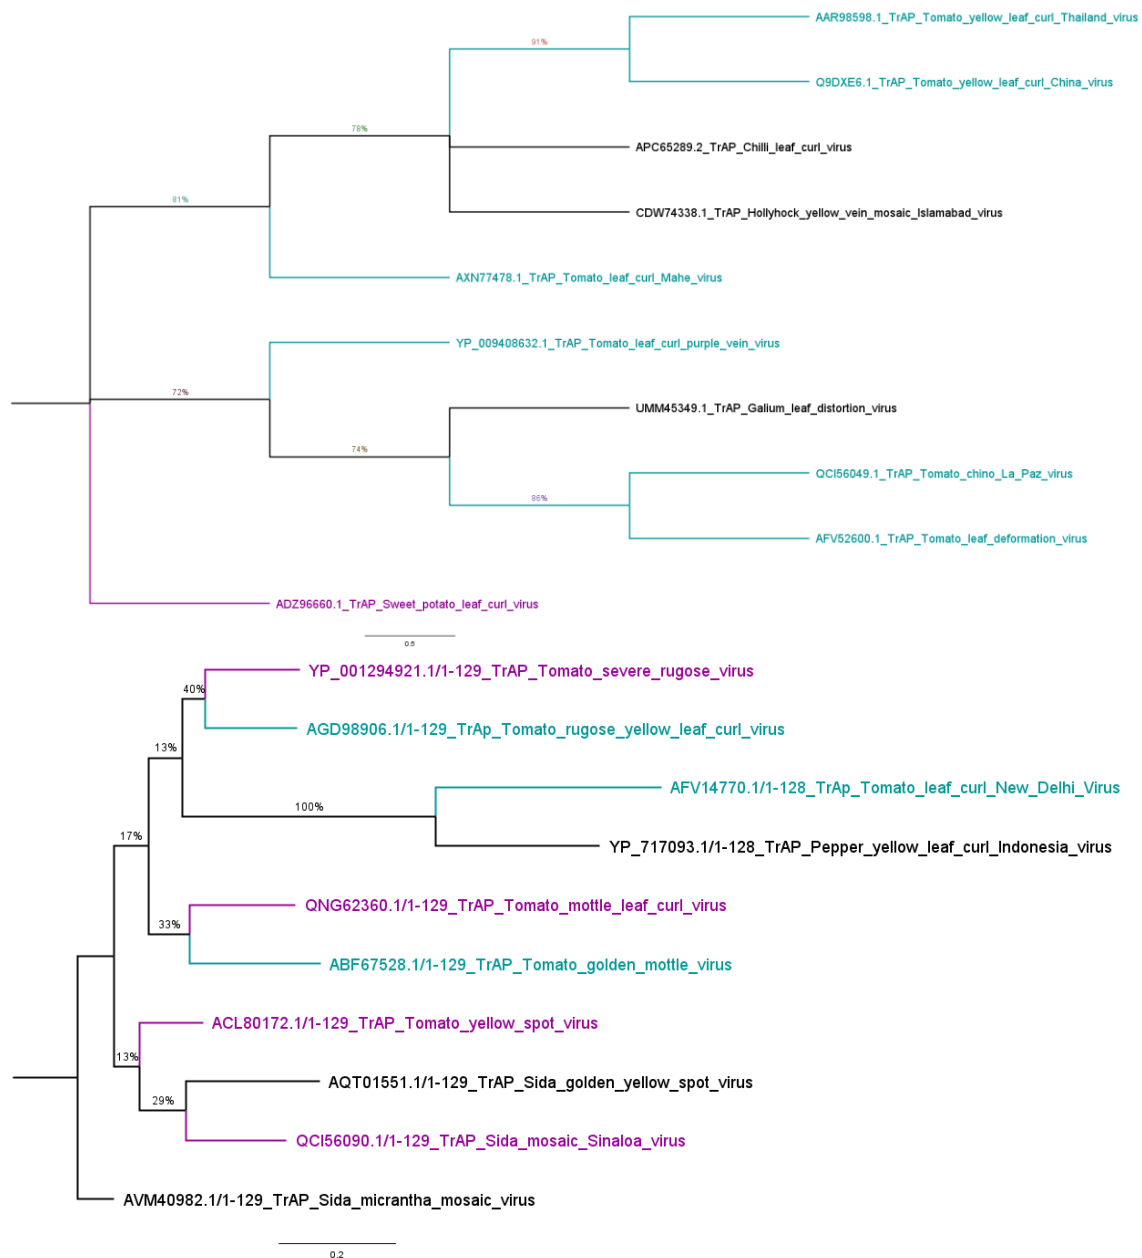 AAR98598.1_TrAP_Tomato_yellow_leaf_curl_Thailand_virus
91%
Q9DXE6.1_TrAP_Tomato_yellow_leaf_curl_China_virus
78%
APC65289.2_TrAP_Chilli_leaf_curl_virus
81%
CDW74338.1_TrAP_Hollyhock_yellow_vein_mosaic_Islamabad_virus
AXN77478.1_TrAP_Tomato_leaf_curl_Mahe_virus
YP_009408632.1_TrAP_Tomato_leaf_curl_purple_vein_virus
72%
UMM45349.1_TrAP_Galium_leaf_distortion_virus
74%
QCI56049.1_TrAP_Tomato_chino_La_Paz_virus
86%
AFV52600.1_TrAP_Tomato_leaf_deformation_virus
ADZ96660.1_TrAP_Sweet_potato_leaf_curl_virus
0.5
YP_001294921.1/1-129_TrAP_Tomato_severe_rugose_virus
40%
AGD98906.1/1-129_TrAp_Tomato_rugose_yellow_leaf_curl_virus
13%
AFV14770.1/1-128_TrAp_Tomato_leaf_curl_New_Delhi_Virus
100%
17%
YP_717093.1/1-128_TrAP_Pepper_yellow_leaf_curl_Indonesia_virus
QNG62360.1/1-129_TrAP_Tomato_mottle_leaf_curl_virus
33%
ABF67528.1/1-129_TrAP_Tomato_golden_mottle_virus
ACL80172.1/1-129_TrAP_Tomato_yellow_spot_virus
13%
AQT01551.1/1-129_TrAP_Sida_golden_yellow_spot_virus
29%
QCI56090.1/1-129_TrAP_Sida_mosaic_Sinaloa_virus
AVM40982.1/1-129_TrAP_Sida_micrantha_mosaic_virus
0.2